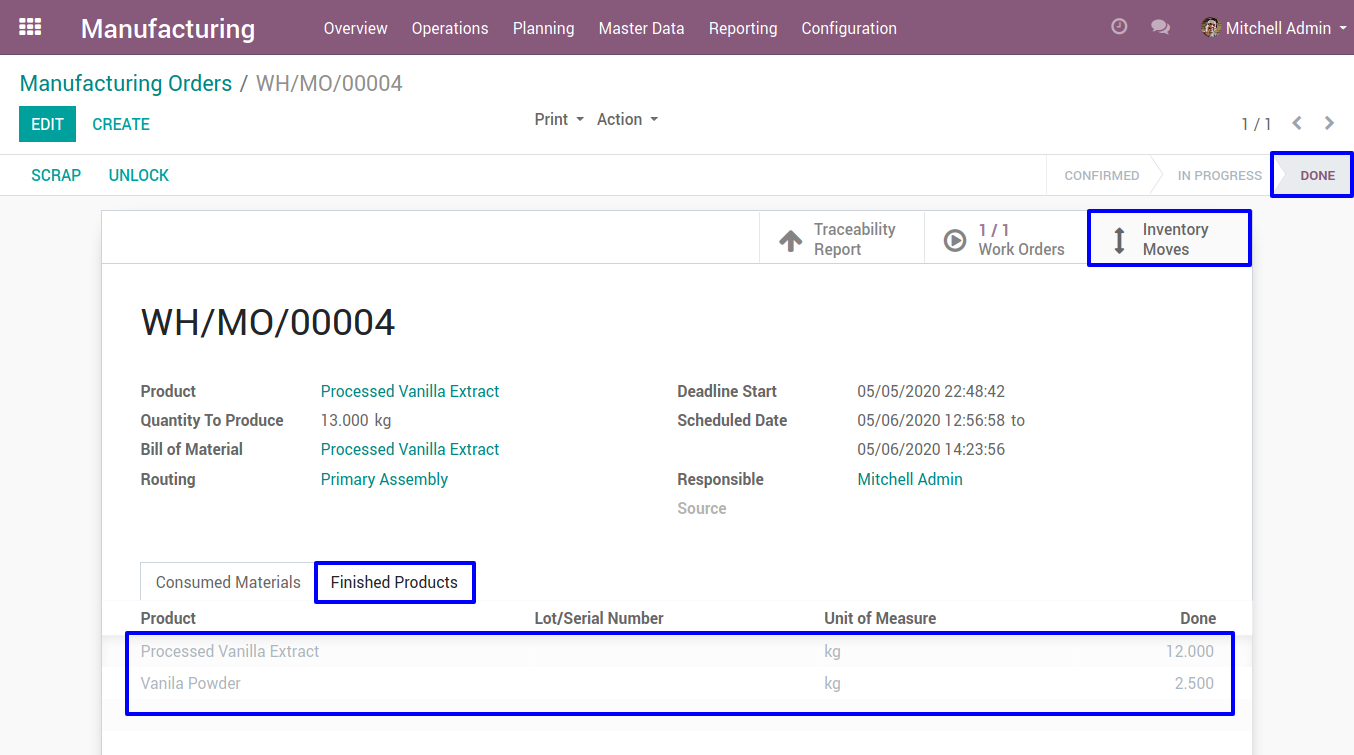 Manufacturing Overview Operations Planning Master Data Reporting Configuration Mitchell Admin
Manufacturing Orders / WH/MO/00004
EDIT CREATE Print Action 1 / 1
SCRAP UNLOCK CONFIRMED IN PROGRESS DONE
Traceability Report
1 / 1 Work Orders
Inventory Moves
WH/MO/00004
Product Processed Vanilla Extract Deadline Start 05/05/2020 22:48:42
Quantity To Produce 13.000 kg Scheduled Date 05/06/2020 12:56:58 to
Bill of Material Processed Vanilla Extract 05/06/2020 14:23:56
Routing Primary Assembly Responsible Mitchell Admin
Source
Consumed Materials Finished Products
Product Lot/Serial Number Unit of Measure Done
Processed Vanilla Extract kg 12.000
Vanila Powder kg 2.500